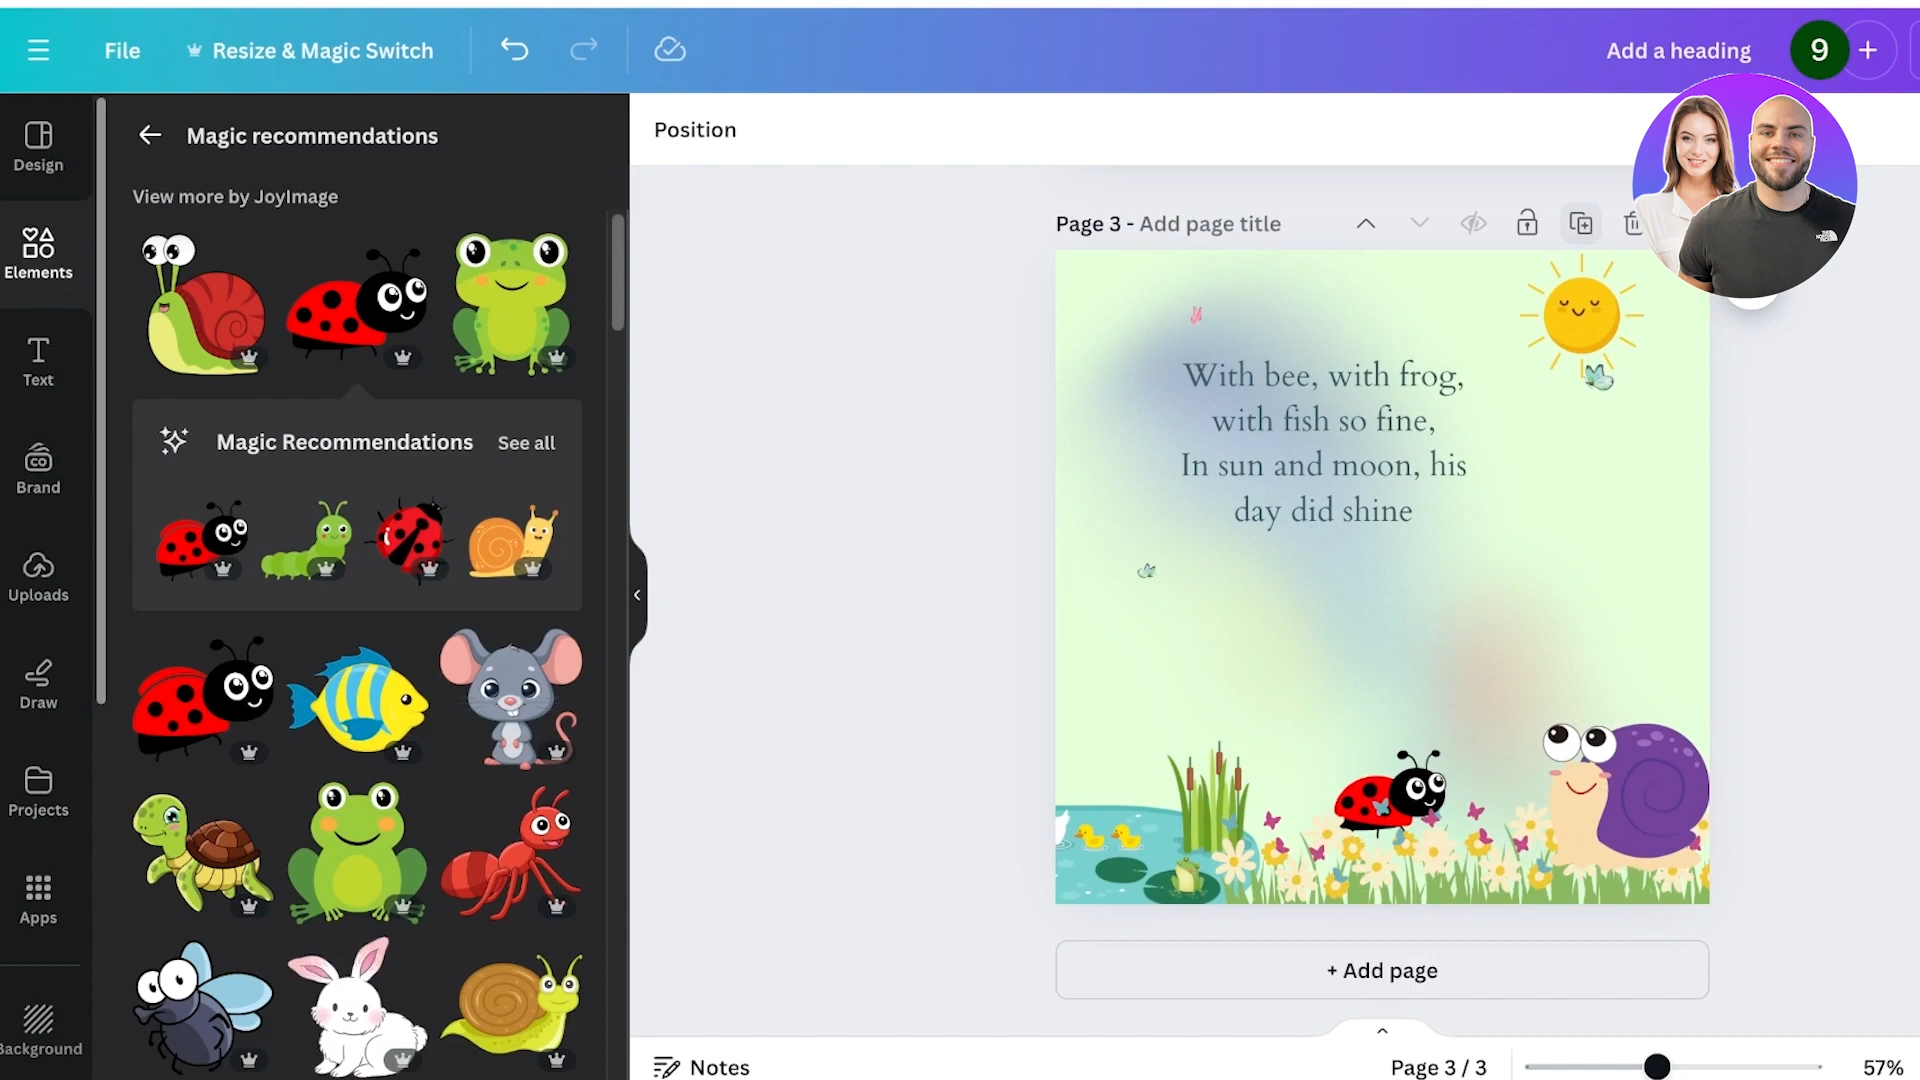 File
Resize & Magic Switch
Add a heading
9
+
Design
Elements
Text
Brand
Uploads
Draw
Projects
Apps
Background
Magic recommendations
View more by JoyImage
Magic Recommendations
See all
Position
Page 3 - Add page title
With bee, with frog,
with fish so fine,
In sun and moon, his
day did shine
+ Add page
Notes
Page 3 / 3
57%